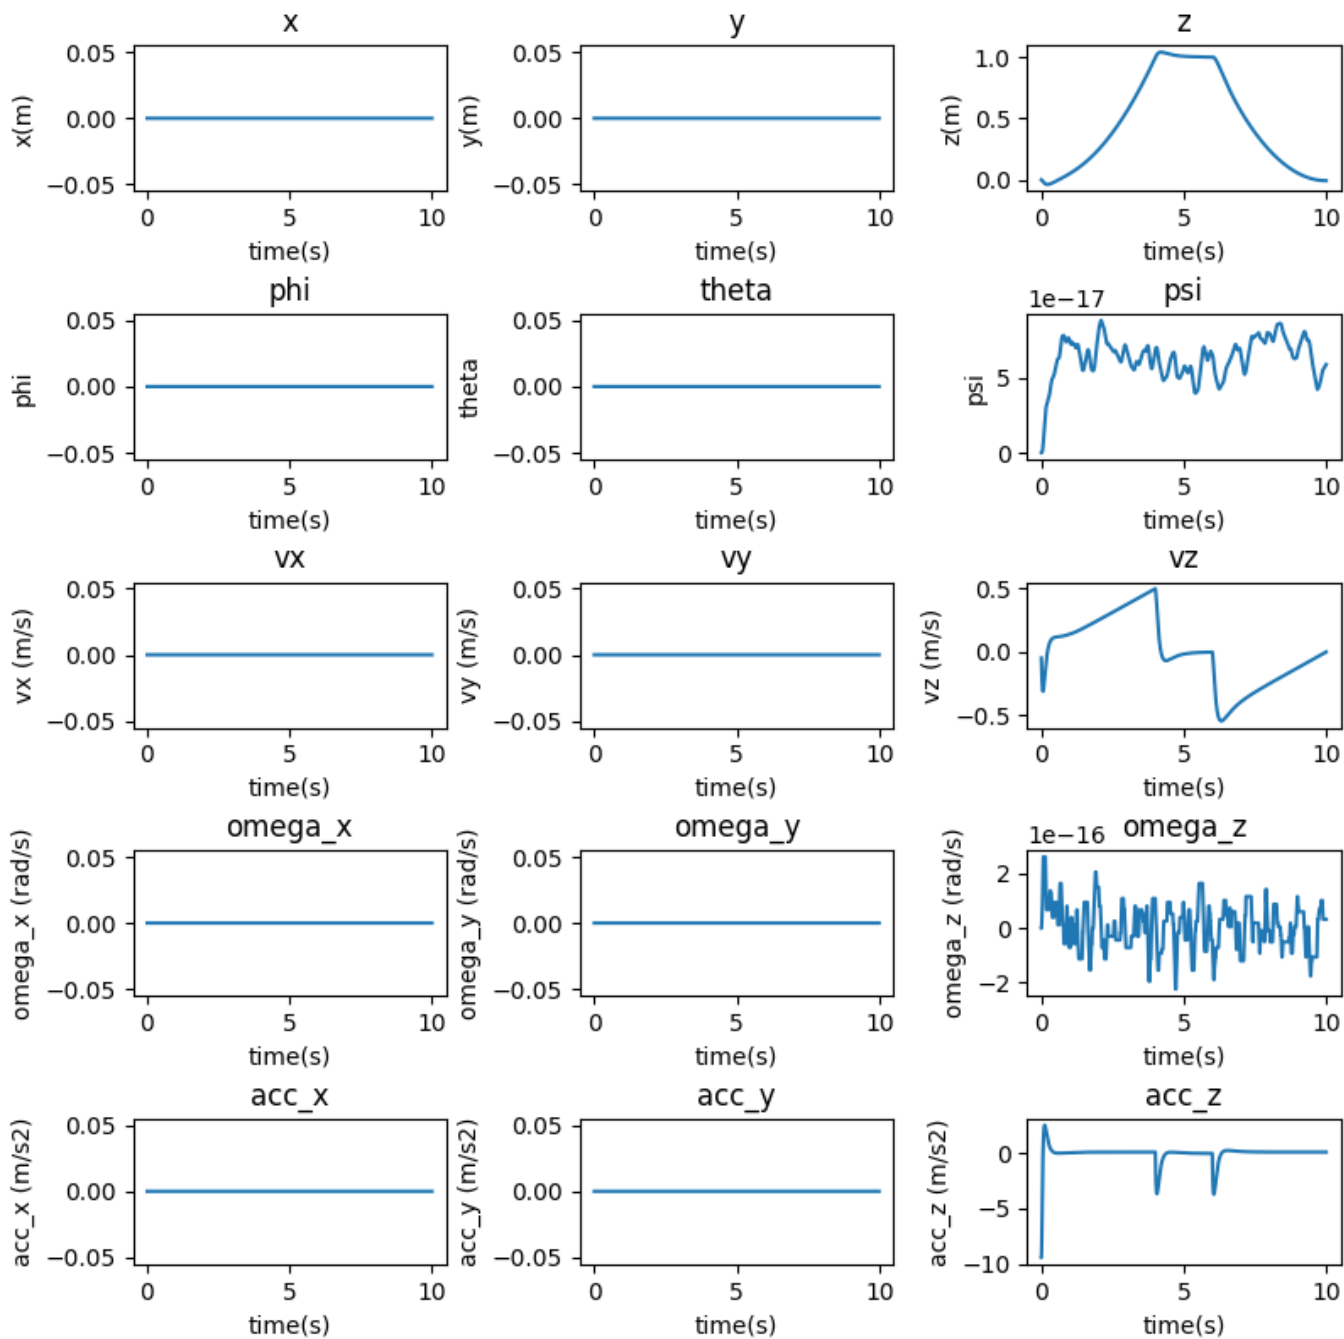 x
0.05
0.00
−0.05
x(m)
0
5
10
time(s)
y
0.05
0.00
−0.05
y(m)
0
5
10
time(s)
z
1.0
0.5
0.0
z(m)
0
5
10
time(s)
phi
0.05
0.00
−0.05
phi
0
5
10
time(s)
theta
0.05
0.00
−0.05
theta
0
5
10
time(s)
1e−17
psi
5
0
psi
0
5
10
time(s)
vx
0.05
0.00
−0.05
vx (m/s)
0
5
10
time(s)
vy
0.05
0.00
−0.05
vy (m/s)
0
5
10
time(s)
vz
0.5
0.0
−0.5
vz (m/s)
0
5
10
time(s)
omega_x
0.05
0.00
−0.05
omega_x (rad/s)
0
5
10
time(s)
omega_y
0.05
0.00
−0.05
omega_y (rad/s)
0
5
10
time(s)
1e−16
omega_z
2
0
−2
omega_z (rad/s)
0
5
10
time(s)
acc_x
0.05
0.00
−0.05
acc_x (m/s2)
0
5
10
time(s)
acc_y
0.05
0.00
−0.05
acc_y (m/s2)
0
5
10
time(s)
acc_z
0
−5
−10
acc_z (m/s2)
0
5
10
time(s)